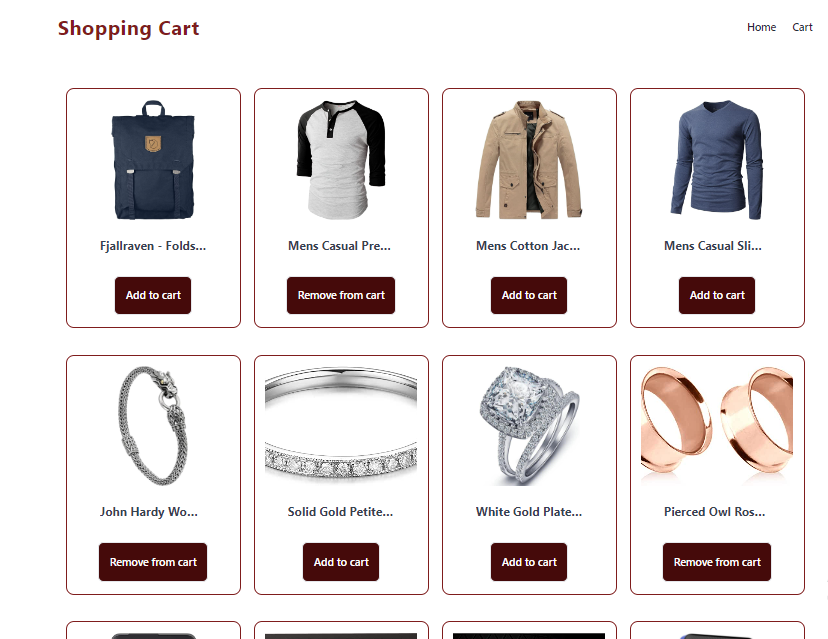 Shopping Cart
Home
Cart
Fjallraven - Folds...
Mens Casual Pre...
Mens Cotton Jac...
Mens Casual Sli...
Add to cart
Remove from cart
Add to cart
Add to cart
John Hardy Wo...
Solid Gold Petite...
White Gold Plate...
Pierced Owl Ros...
Remove from cart
Add to cart
Add to cart
Remove from cart